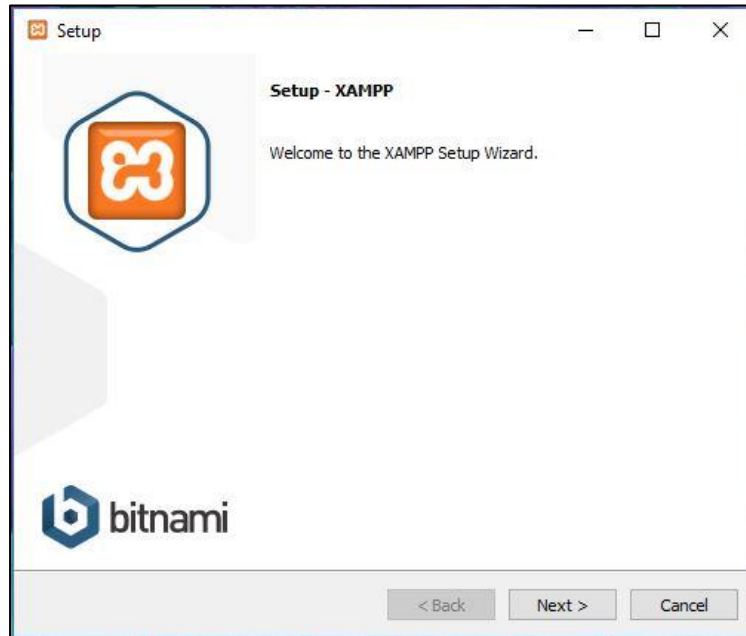 Setup
Setup - XAMPP
Welcome to the XAMPP Setup Wizard.
bitnami
< Back
Next >
Cancel